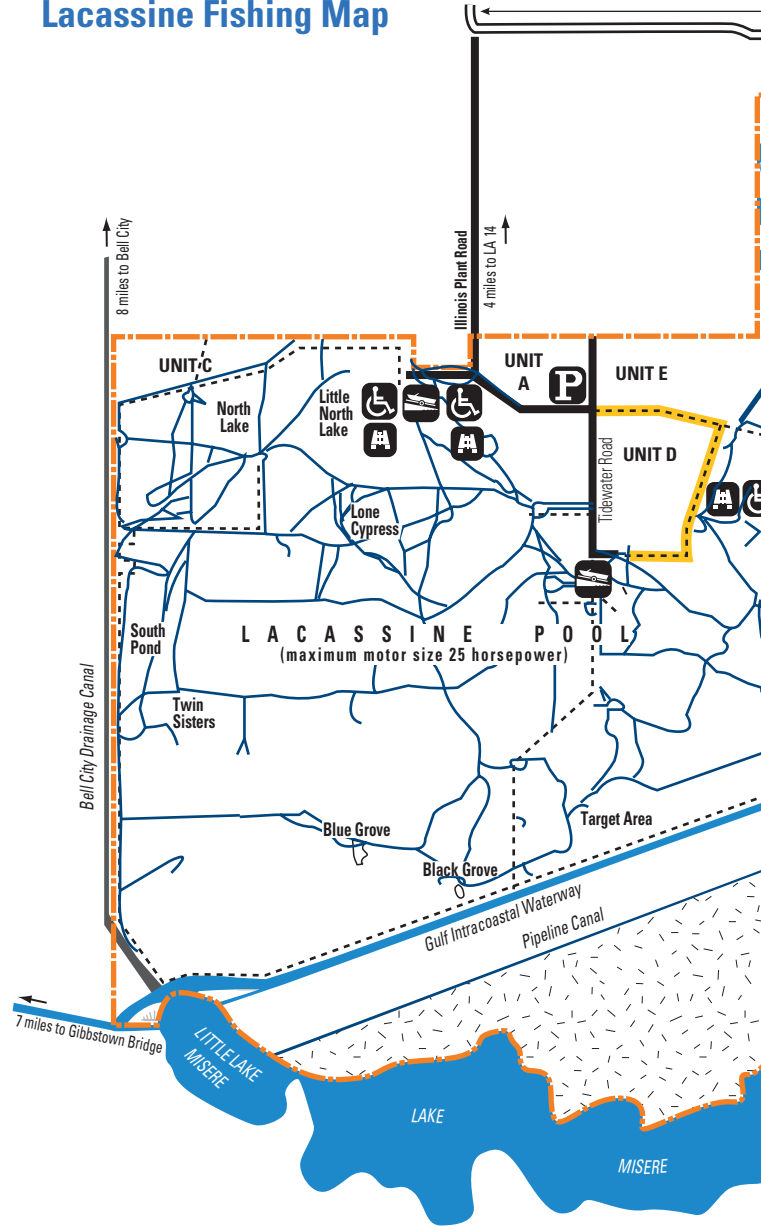 Lacassine Fishing Map
8 miles to Bell City
Illinois Plant Road
4 miles to LA 14
UNIT C
UNIT
A
P
UNIT E
North
Lake
Little
North
Lake
UNIT D
Tidewater Road
Lone
Cypress
South
Pond
LACASSINE POOL
(maximum motor size 25 horsepower)
Twin
Sisters
Bell City Drainage Canal
Blue Grove
Target Area
Black Grove
Gulf Intracoastal Waterway
Pipeline Canal
7 miles to Gibbstown Bridge
LITTLE LAKE
MISERE
LAKE
MISERE